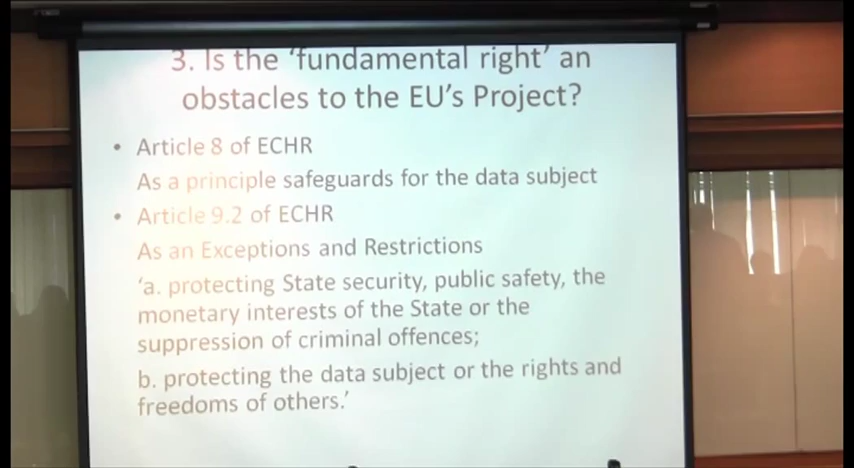 3. Is the ‘fundamental right’ an
obstacles to the EU’s Project?
• Article 8 of ECHR
As a principle safeguards for the data subject
• Article 9.2 of ECHR
As an Exceptions and Restrictions
‘a. protecting State security, public safety, the
monetary interests of the State or the
suppression of criminal offences;
b. protecting the data subject or the rights and
freedoms of others.’